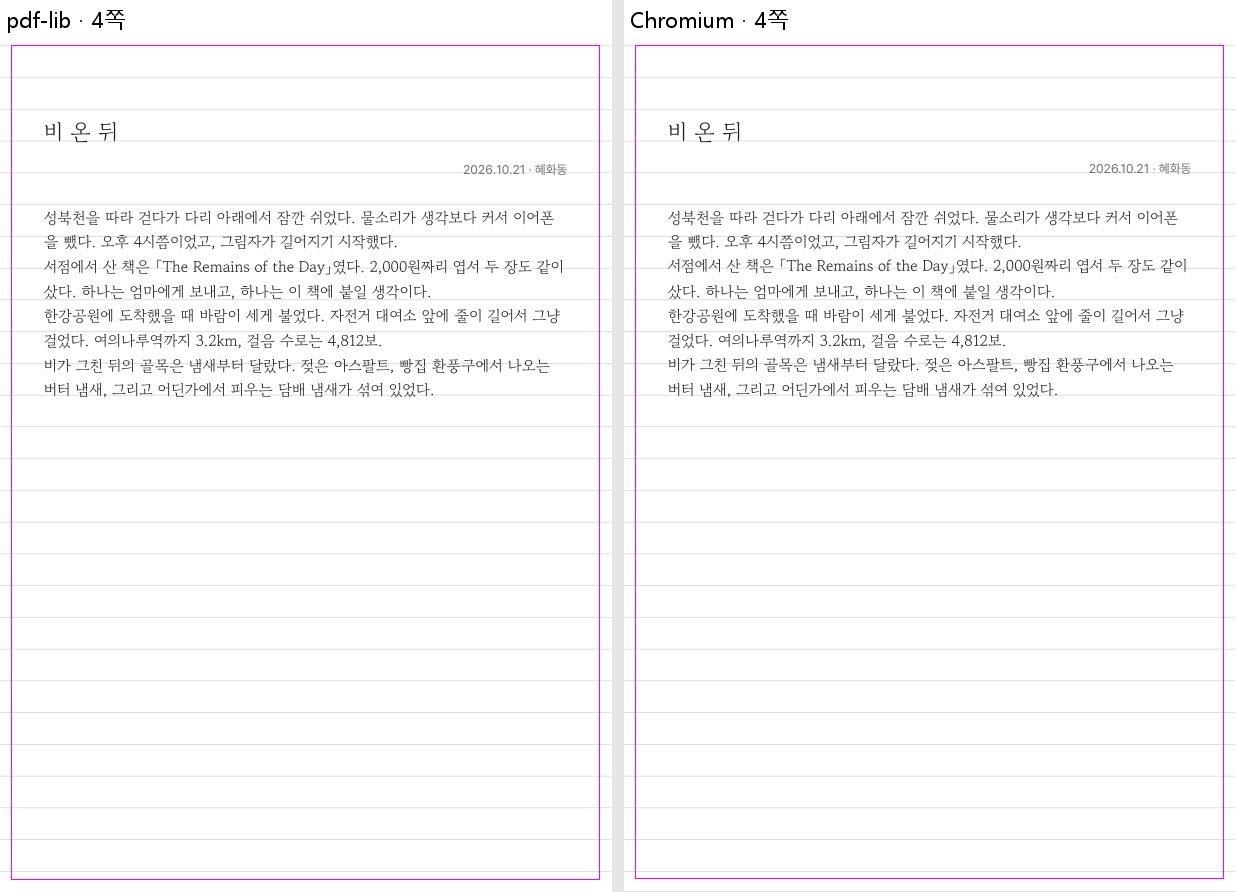 pdf-lib · 4쪽
비 온 뒤
2026.10.21 · 혜화동
성북천을 따라 걷다가 다리 아래에서 잠깐 쉬었다. 물소리가 생각보다 커서 이어폰
을 뺐다. 오후 4시쯤이었고, 그림자가 길어지기 시작했다.
서점에서 산 책은 「The Remains of the Day」였다. 2,000원짜리 엽서 두 장도 같이
샀다. 하나는 엄마에게 보내고, 하나는 이 책에 붙일 생각이다.
한강공원에 도착했을 때 바람이 세게 불었다. 자전거 대여소 앞에 줄이 길어서 그냥
걸었다. 여의나루역까지 3.2km, 걸음 수로는 4,812보.
비가 그친 뒤의 골목은 냄새부터 달랐다. 젖은 아스팔트, 빵집 환풍구에서 나오는
버터 냄새, 그리고 어딘가에서 피우는 담배 냄새가 섞여 있었다.
Chromium · 4쪽
비 온 뒤
2026.10.21 · 혜화동
성북천을 따라 걷다가 다리 아래에서 잠깐 쉬었다. 물소리가 생각보다 커서 이어폰
을 뺐다. 오후 4시쯤이었고, 그림자가 길어지기 시작했다.
서점에서 산 책은 「The Remains of the Day」였다. 2,000원짜리 엽서 두 장도 같이
샀다. 하나는 엄마에게 보내고, 하나는 이 책에 붙일 생각이다.
한강공원에 도착했을 때 바람이 세게 불었다. 자전거 대여소 앞에 줄이 길어서 그냥
걸었다. 여의나루역까지 3.2km, 걸음 수로는 4,812보.
비가 그친 뒤의 골목은 냄새부터 달랐다. 젖은 아스팔트, 빵집 환풍구에서 나오는
버터 냄새, 그리고 어딘가에서 피우는 담배 냄새가 섞여 있었다.